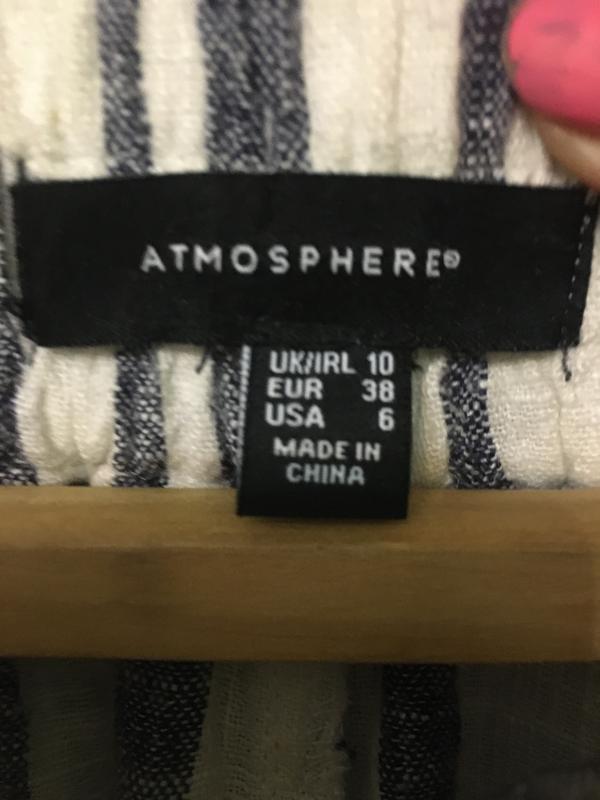 ATMOSPHERE®
UK/IRL 10
EUR 38
USA 6
MADE IN
CHINA